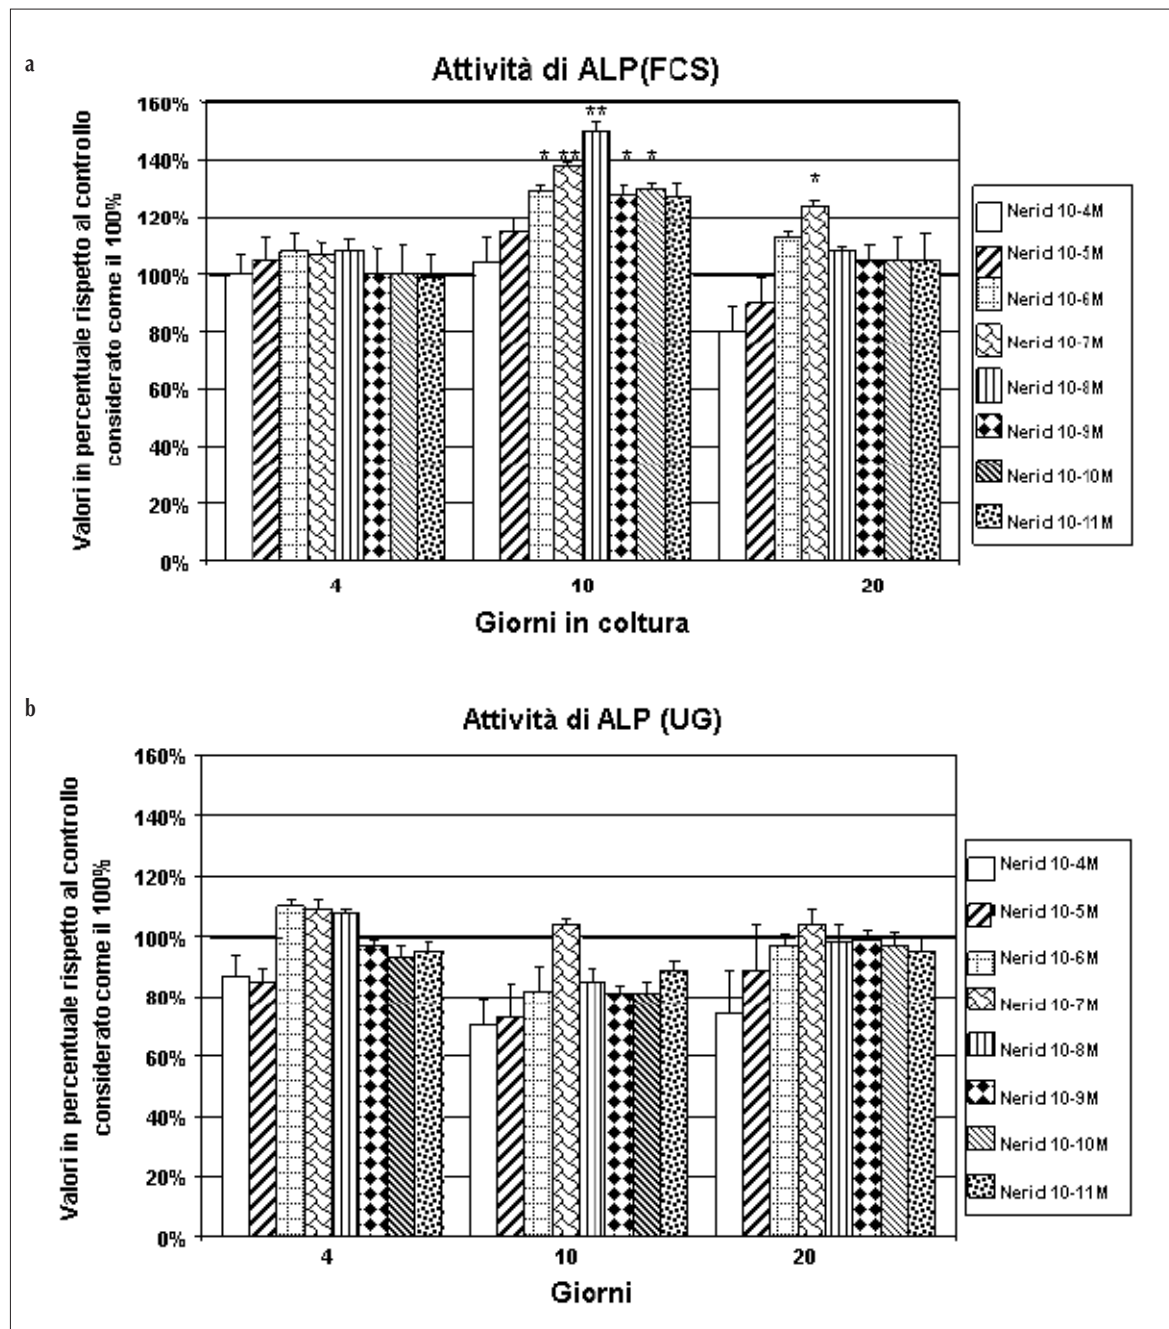 a
Attività di ALP(FCS)
Valori in percentuale rispetto al controllo
considerato come il 100%
160%
140%
120%
100%
80%
60%
40%
20%
0%
** 
* ** * *
*
4 10 20
Giorni in coltura
Nerid 10-4M
Nerid 10-5M
Nerid 10-6M
Nerid 10-7M
Nerid 10-8M
Nerid 10-9M
Nerid 10-10M
Nerid 10-11M
b
Attività di ALP (UG)
Valori in percentuale rispetto al controllo
considerato come il 100%
160%
140%
120%
100%
80%
60%
40%
20%
0%
4 10 20
Giorni
Nerid 10-4M
Nerid 10-5M
Nerid 10-6M
Nerid 10-7M
Nerid 10-8M
Nerid 10-9M
Nerid 10-10M
Nerid 10-11M